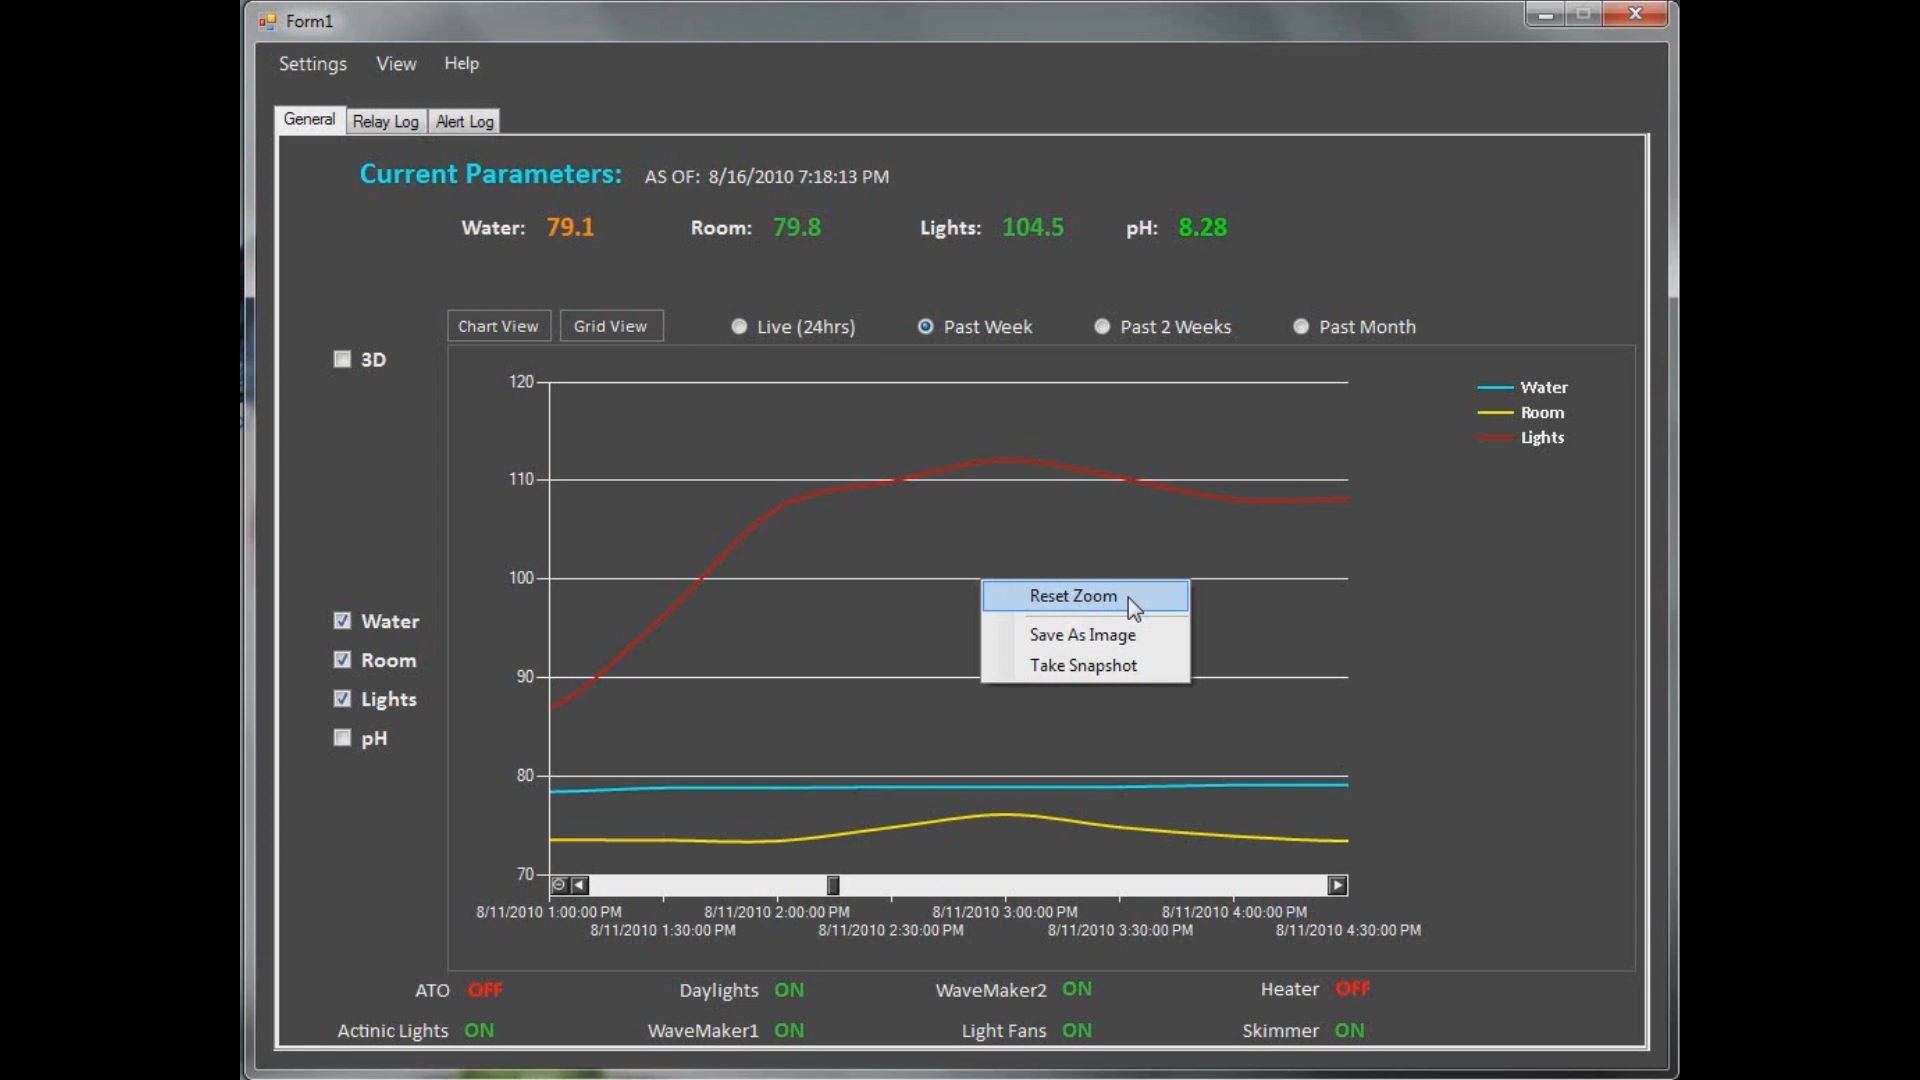 Form1
Settings View Help
General Relay Log Alert Log
Current Parameters: AS OF: 8/16/2010 7:18:13 PM
Water: 79.1 Room: 79.8 Lights: 104.5 pH: 8.28
Chart View Grid View Live (24hrs) Past Week Past 2 Weeks Past Month
3D
120
Water
Room
Lights
110
100
Reset Zoom
Save As Image
Take Snapshot
Water
Room
Lights
pH
90
80
70
8/11/2010 1:00:00 PM 8/11/2010 2:00:00 PM 8/11/2010 3:00:00 PM 8/11/2010 4:00:00 PM
8/11/2010 1:30:00 PM 8/11/2010 2:30:00 PM 8/11/2010 3:30:00 PM 8/11/2010 4:30:00 PM
ATO OFF Daylights ON WaveMaker2 ON Heater OFF
Actinic Lights ON WaveMaker1 ON Light Fans ON Skimmer ON